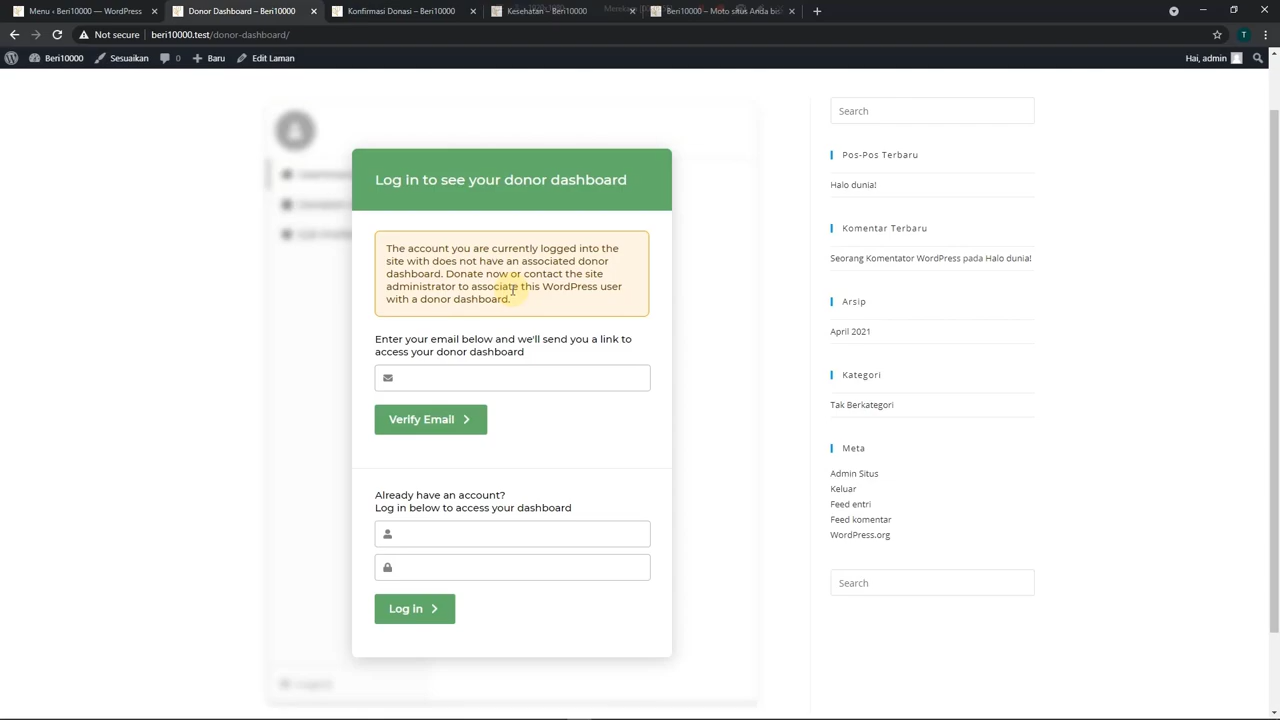 Menu ‹ Beri10000 — WordPress
Donor Dashboard – Beri10000
Konfirmasi Donasi – Beri10000
Kesehatan – Beri10000
Beri10000 – Moto situs Anda bis
Not secure
beri10000.test/donor-dashboard/
T
Beri10000
Sesuaikan
0
Baru
Edit Laman
Hai, admin
Log in to see your donor dashboard
The account you are currently logged into the
site with does not have an associated donor
dashboard. Donate now or contact the site
administrator to associate this WordPress user
with a donor dashboard.
Enter your email below and we'll send you a link to
access your donor dashboard
Verify Email
Already have an account?
Log in below to access your dashboard
Log in
Search
Pos-Pos Terbaru
Halo dunia!
Komentar Terbaru
Seorang Komentator WordPress pada Halo dunia!
Arsip
April 2021
Kategori
Tak Berkategori
Meta
Admin Situs
Keluar
Feed entri
Feed komentar
WordPress.org
Search